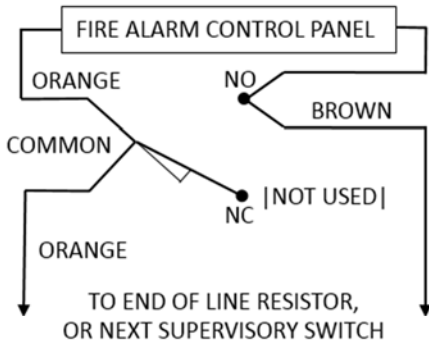 FIRE ALARM CONTROL PANEL
ORANGE
NO
BROWN
COMMON
|NOT USED|
NC
ORANGE
TO END OF LINE RESISTOR,
OR NEXT SUPERVISORY SWITCH